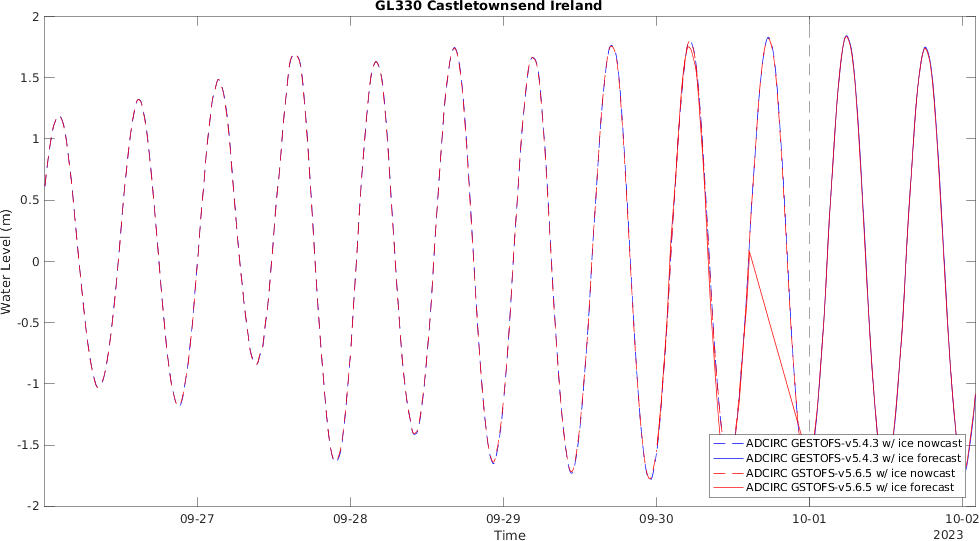 GL330 Castletownsend Ireland
2
1.5
1
0.5
0
-0.5
-1
-1.5
-2
Water Level (m)
ADCIRC GESTOFS-v5.4.3 w/ ice nowcast
ADCIRC GESTOFS-v5.4.3 w/ ice forecast
ADCIRC GSTOFS-v5.6.5 w/ ice nowcast
ADCIRC GSTOFS-v5.6.5 w/ ice forecast
09-27 09-28 09-29 09-30 10-01 10-02
Time
2023